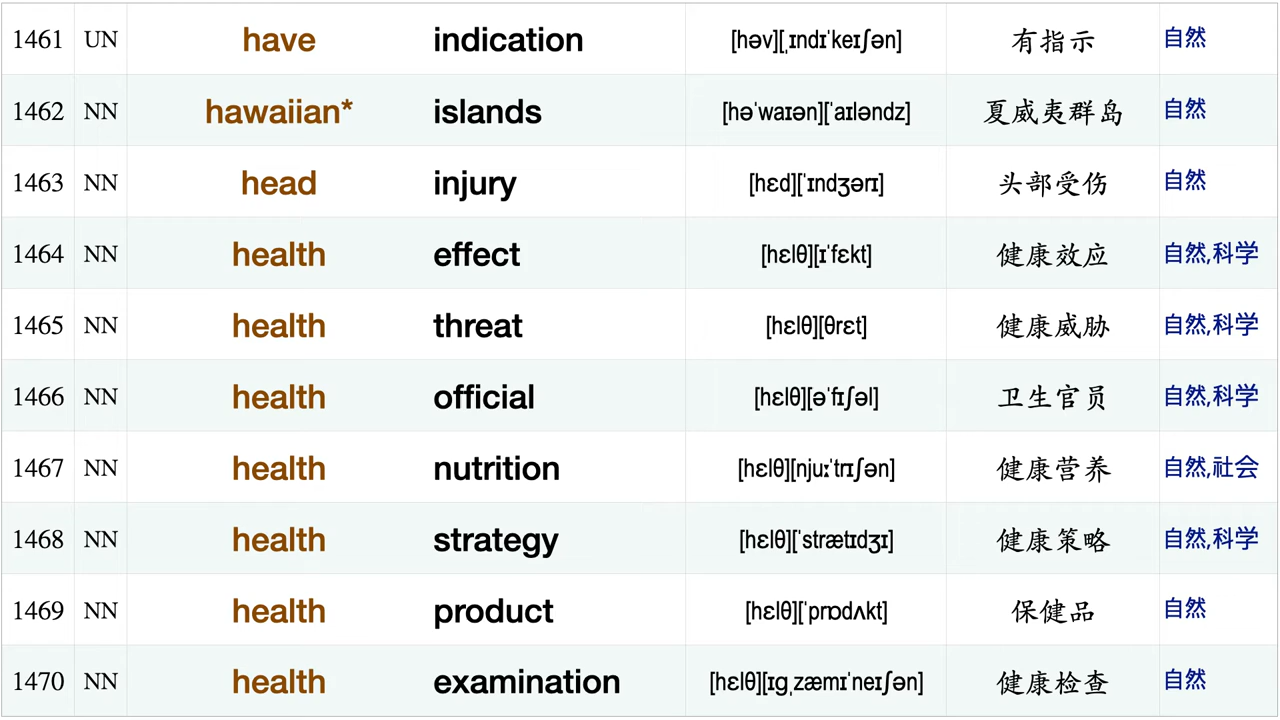 1461 UN have indication [həv][ˌɪndɪˈkeɪʃən] 有指示 自然
1462 NN hawaiian* islands [həˈwaɪən][ˈaɪləndz] 夏威夷群岛 自然
1463 NN head injury [hɛd][ˈɪndʒərɪ] 头部受伤 自然
1464 NN health effect [hɛlθ][ɪˈfɛkt] 健康效应 自然,科学
1465 NN health threat [hɛlθ][θrɛt] 健康威胁 自然,科学
1466 NN health official [hɛlθ][əˈfɪʃəl] 卫生官员 自然,科学
1467 NN health nutrition [hɛlθ][njuːˈtrɪʃən] 健康营养 自然,社会
1468 NN health strategy [hɛlθ][ˈstrætɪdʒɪ] 健康策略 自然,科学
1469 NN health product [hɛlθ][ˈprɒdʌkt] 保健品 自然
1470 NN health examination [hɛlθ][ɪɡˌzæmɪˈneɪʃən] 健康检查 自然